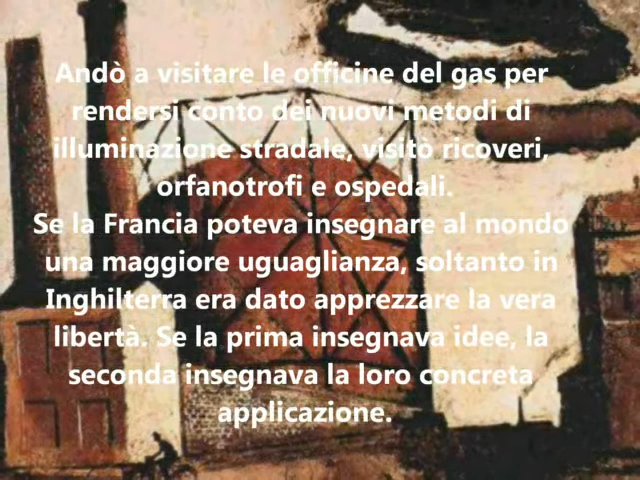 Andò a visitare le officine del gas per
rendersi conto dei nuovi metodi di
illuminazione stradale, visitò ricoveri,
orfanotrofi e ospedali.
Se la Francia poteva insegnare al mondo
una maggiore uguaglianza, soltanto in
Inghilterra era dato apprezzare la vera
libertà. Se la prima insegnava idee, la
seconda insegnava la loro concreta
applicazione.